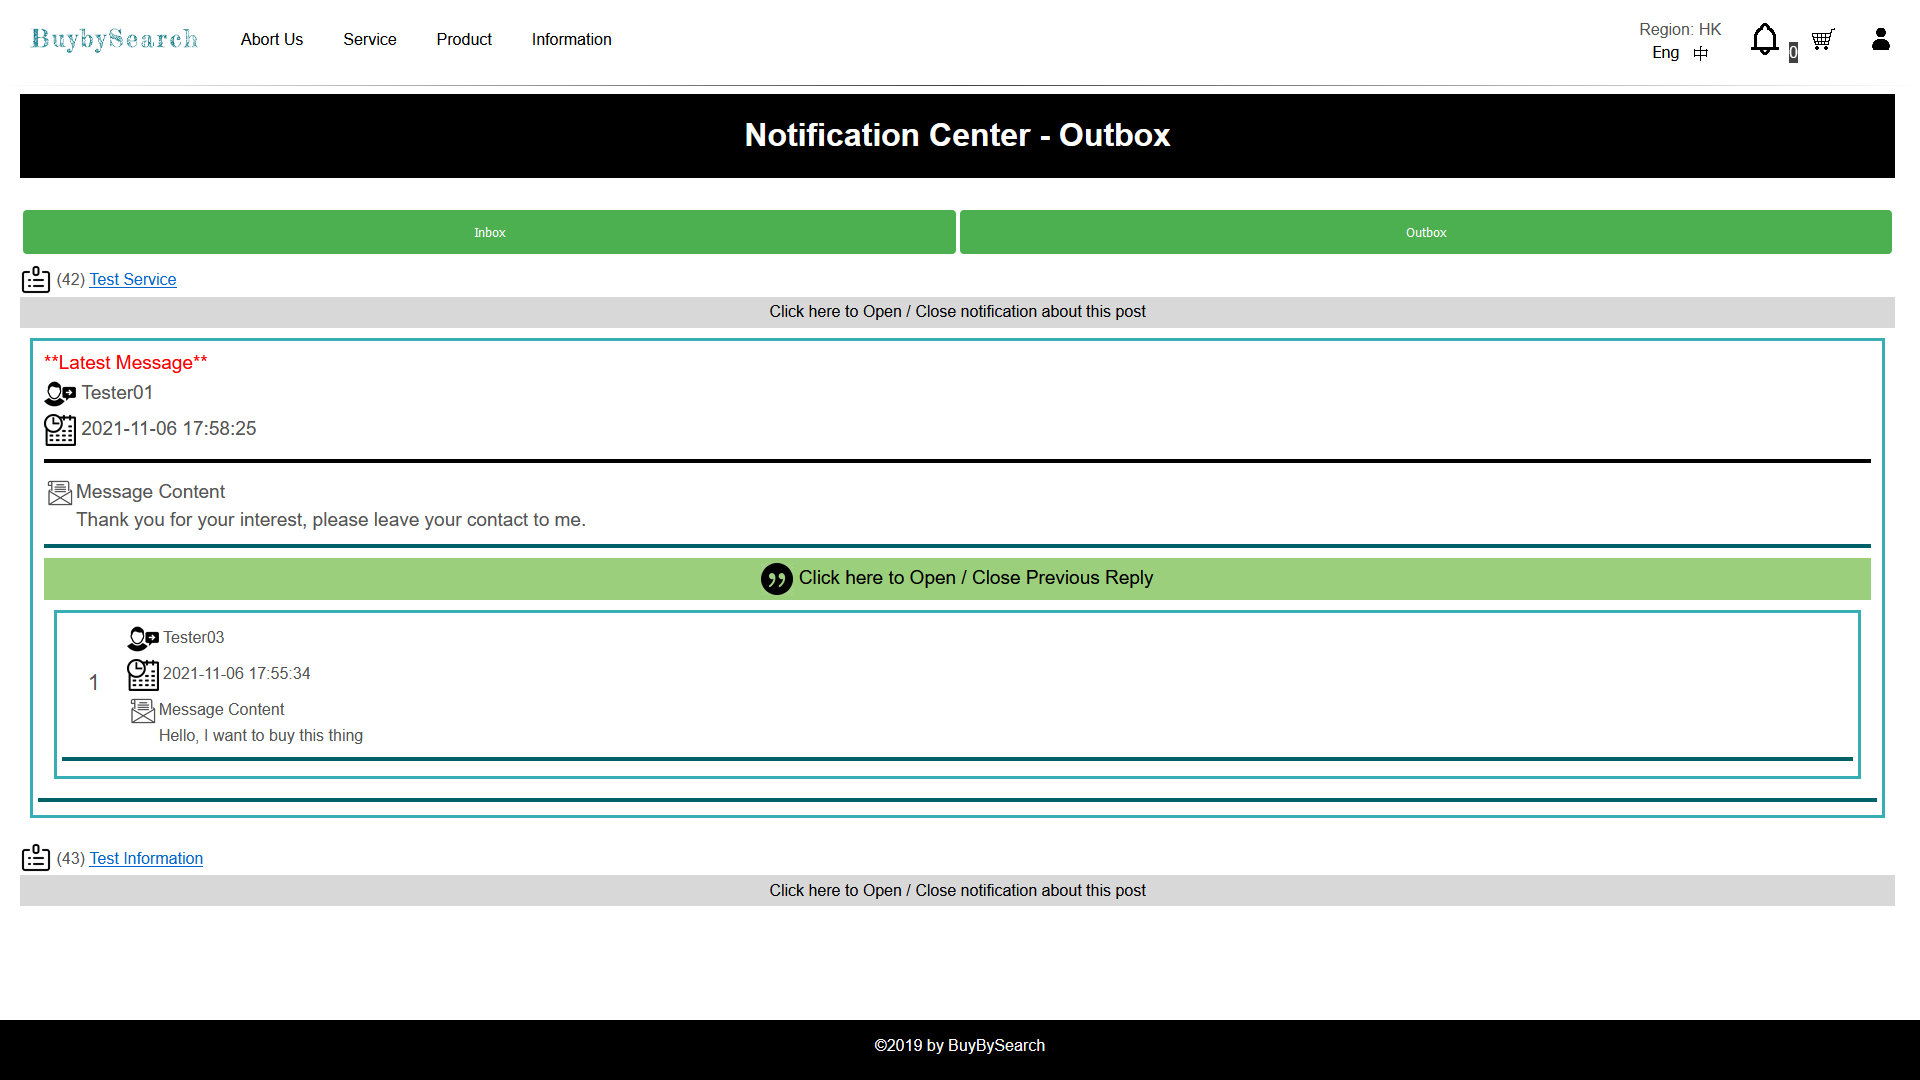 BuybySearch
Abort Us
Service
Product
Information
Region: HK
Eng 中
0
Notification Center - Outbox
Inbox
Outbox
(42) Test Service
Click here to Open / Close notification about this post
**Latest Message**
Tester01
2021-11-06 17:58:25
Message Content
Thank you for your interest, please leave your contact to me.
Click here to Open / Close Previous Reply
1
Tester03
2021-11-06 17:55:34
Message Content
Hello, I want to buy this thing
(43) Test Information
Click here to Open / Close notification about this post
©2019 by BuyBySearch